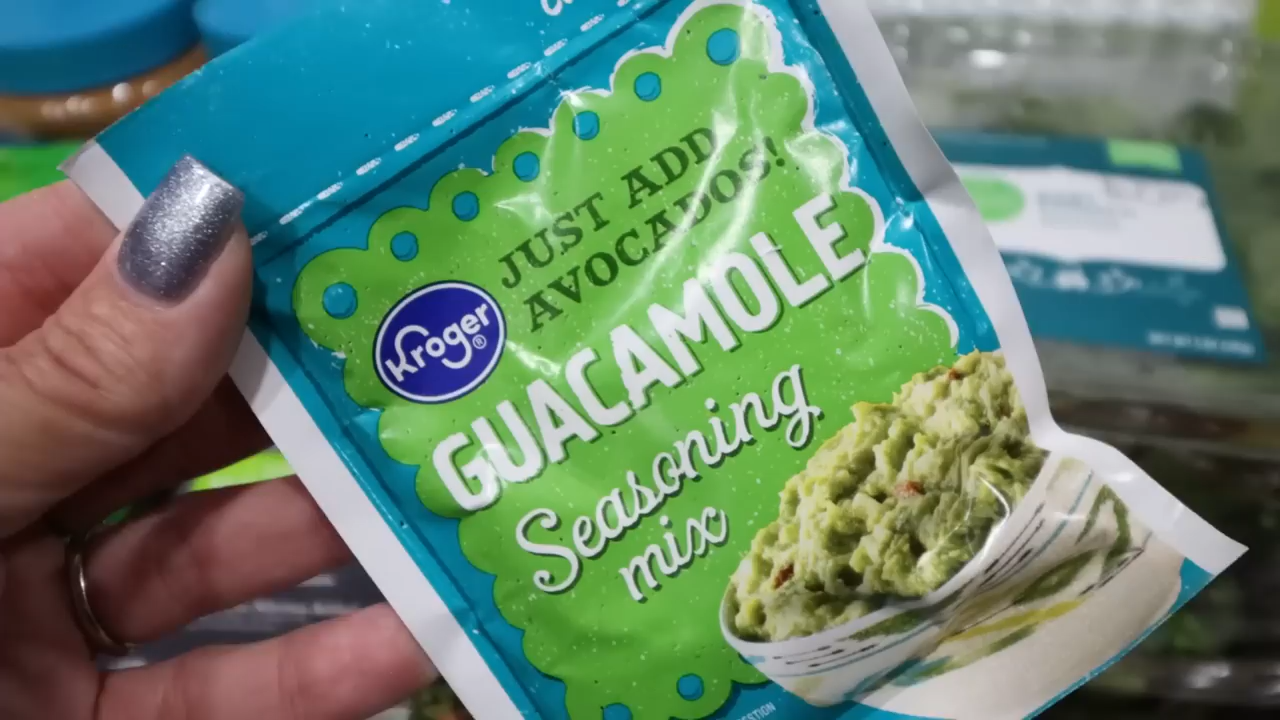 JUST ADD
AVOCADOS!
Kroger®
GUACAMOLE
Seasoning
mix